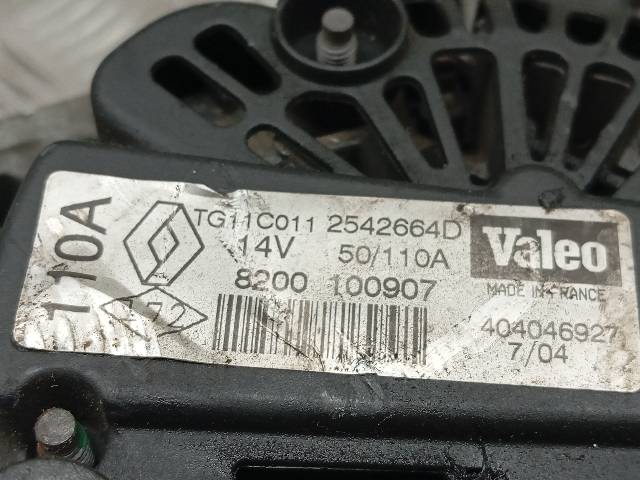 110A
TG11C011 2542664D
14V 50/110A
8200 100907
Valeo
MADE IN FRANCE
404046927
7/04